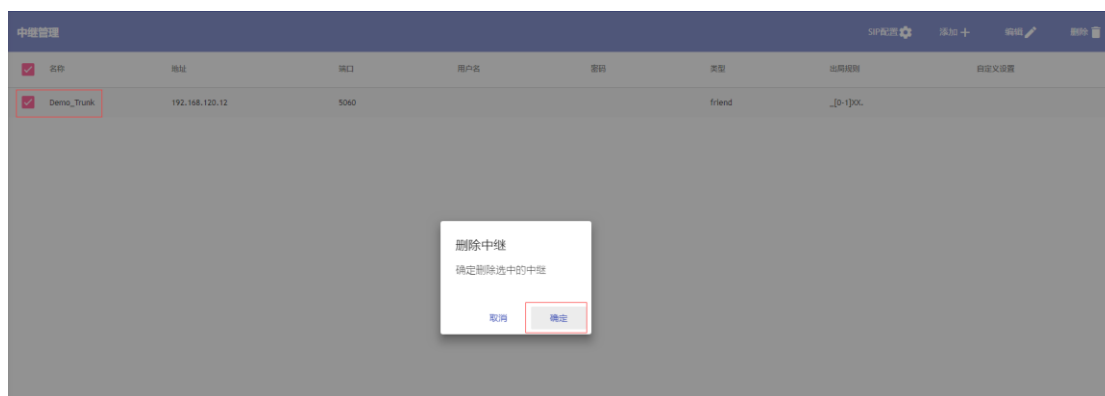 中继管理 SIP配置 添加 编辑 删除
名称 地址 端口 用户名 密码 类型 出局规则 自定义设置
Demo_Trunk 192.168.120.12 5060 friend _[0-1]XX.
删除中继
确定删除选中的中继
取消 确定